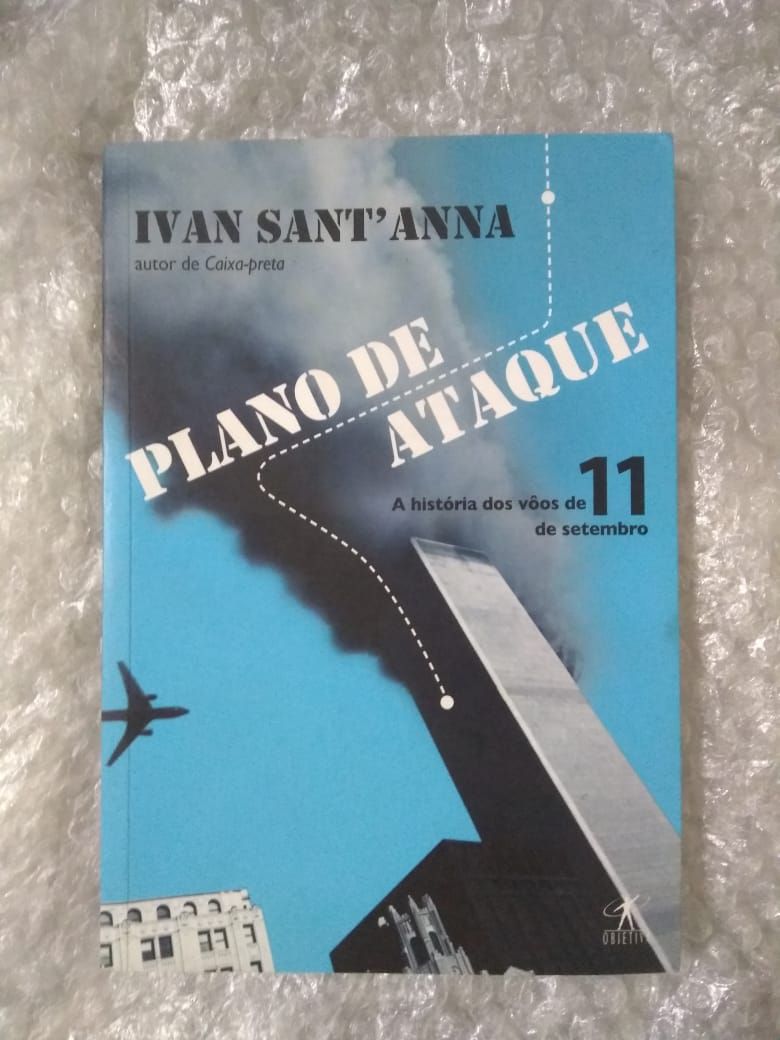 IVAN SANT'ANNA
autor de Caixa-preta
PLANO DE
ATAQUE
A história dos vôos de 11
de setembro